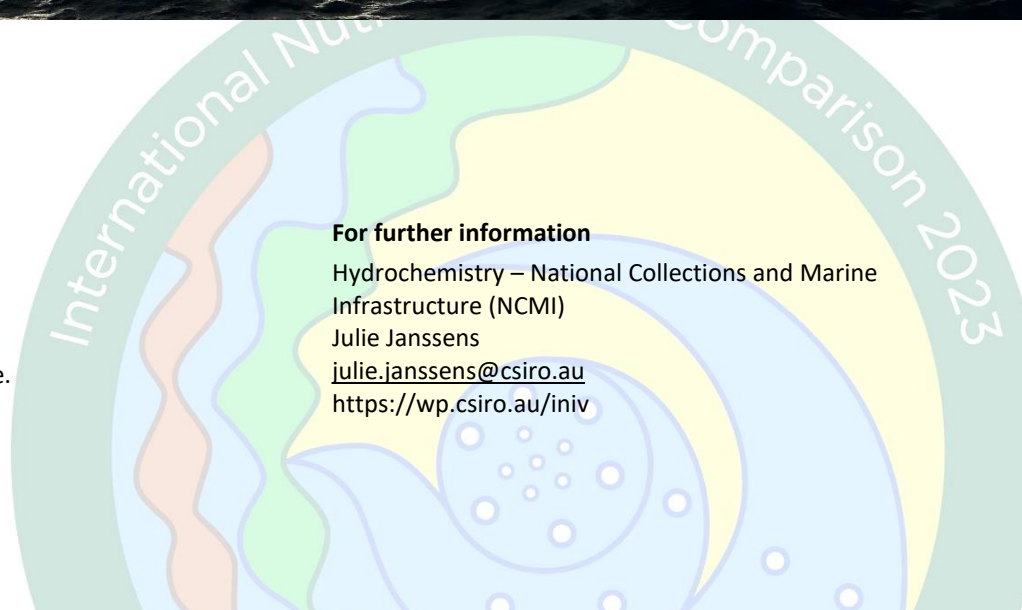 International Nut
Comparison 2023
For further information
Hydrochemistry – National Collections and Marine
Infrastructure (NCMI)
Julie Janssens
julie.janssens@csiro.au
https://wp.csiro.au/iniv
e.